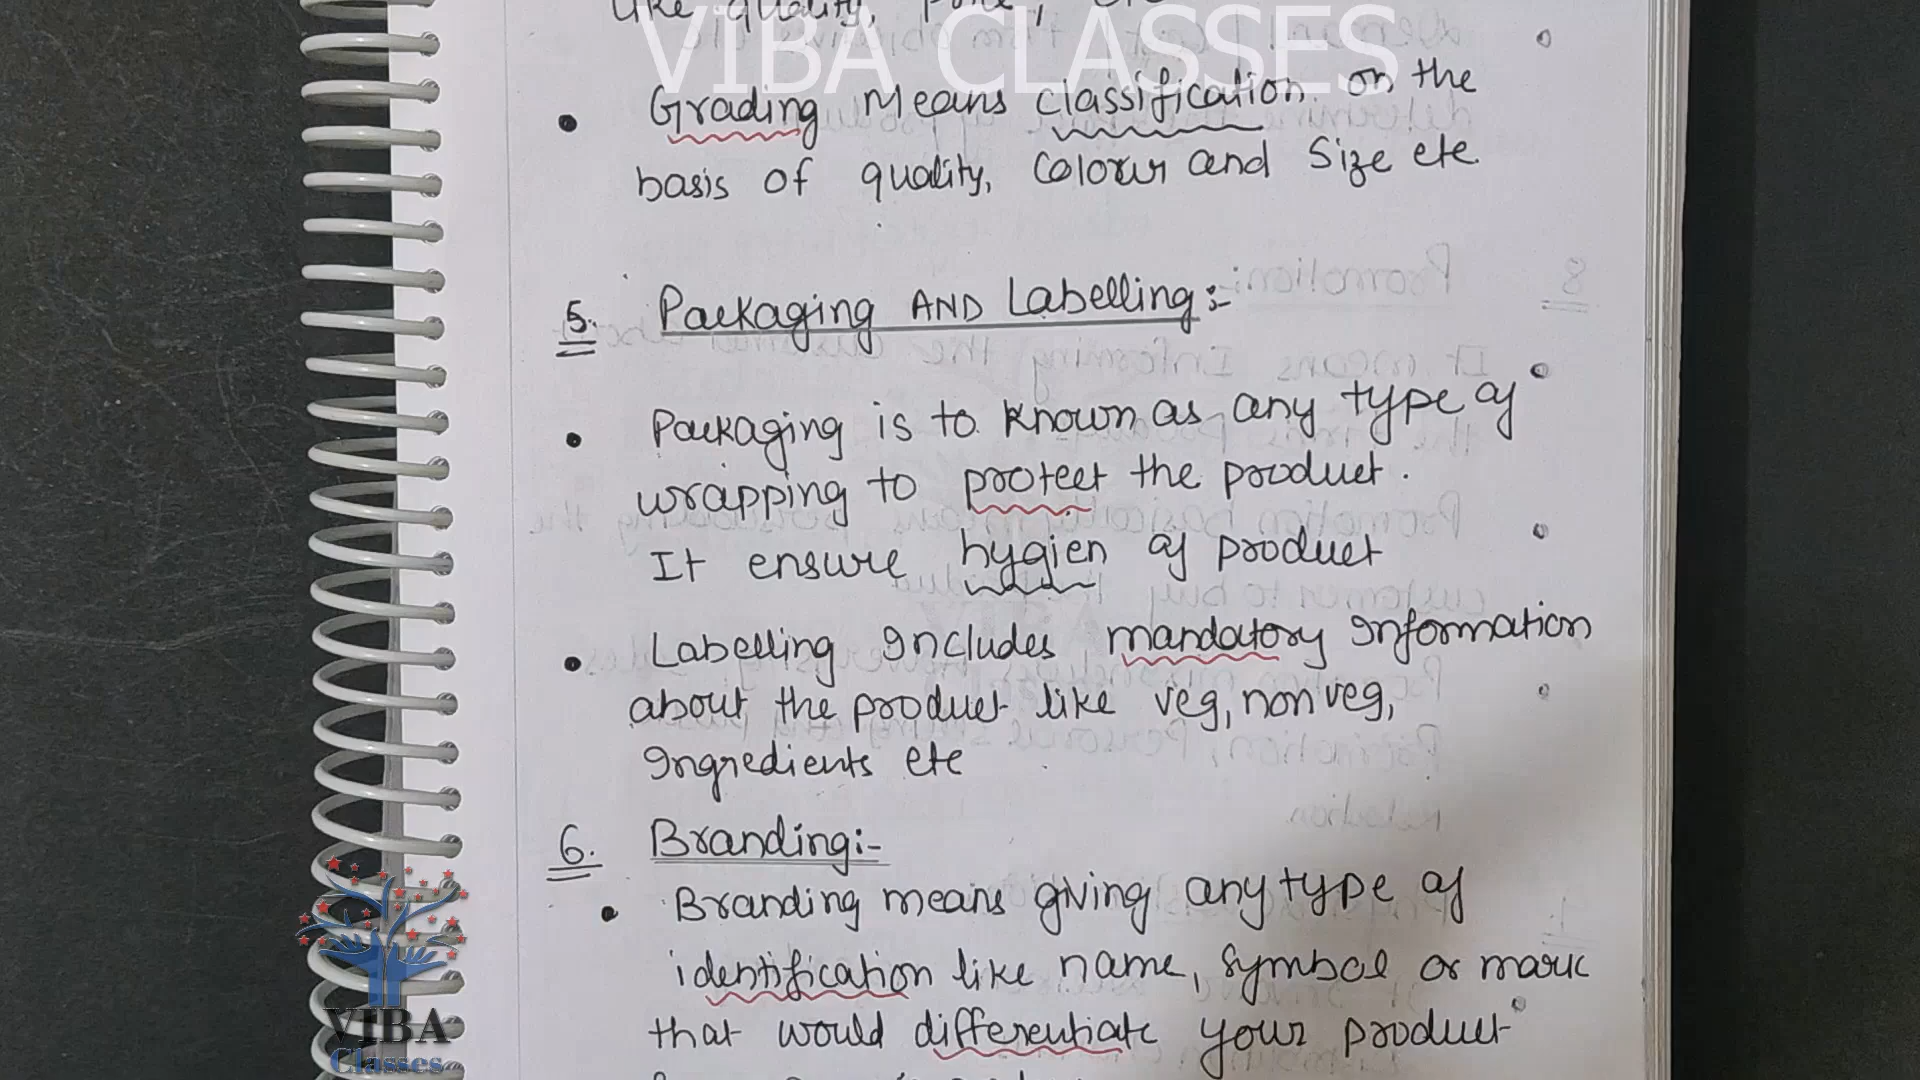 like quality,
VIBA CLASSES
• Grading Means classification on the
basis of quality, Colour and Size etc.
5. Packaging AND Labelling:-
• Packaging is to known as any type of
wrapping to protect the product.
It ensure hygien of product
• Labelling Includes mandatory Information
about the product like veg, non veg,
Ingredients etc
6. Branding:-
• Branding means giving any type of
identification like name, symbol or mark
that would differentiate your product
VIBA
Classes